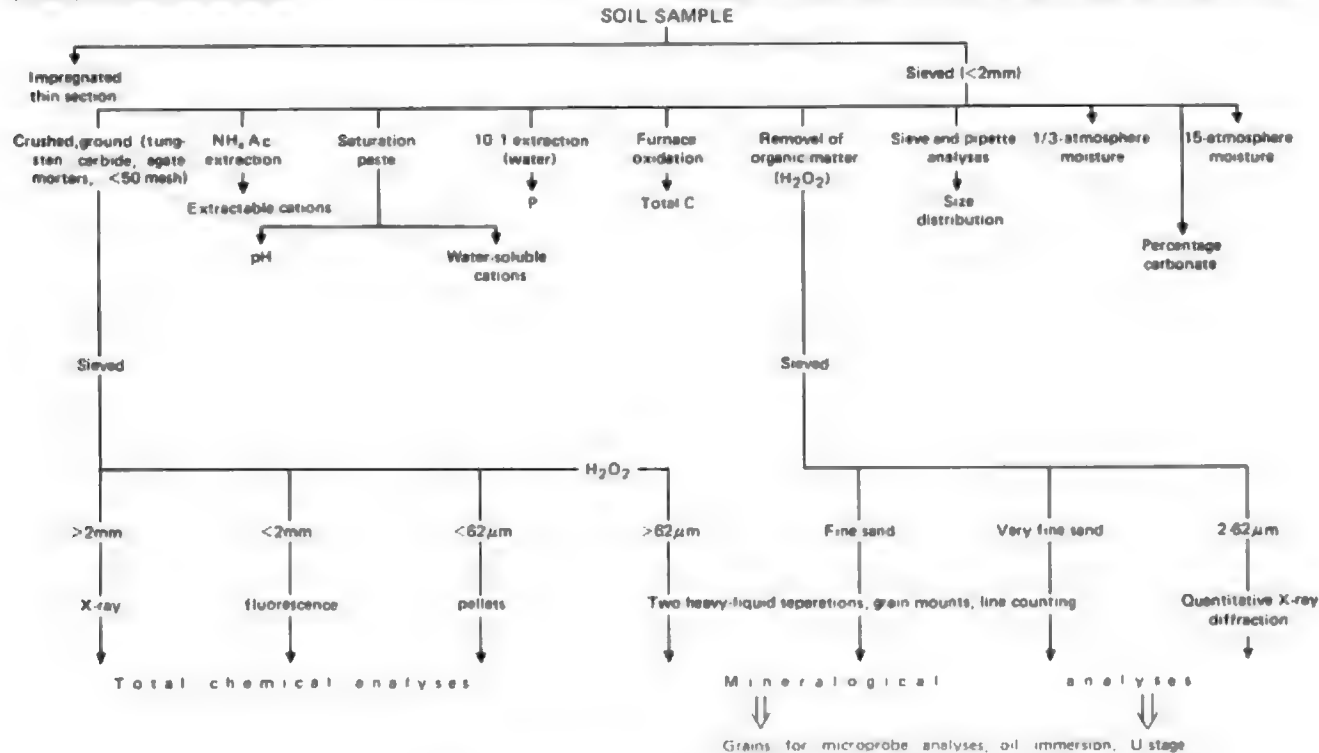 SOIL SAMPLE
Impregnated
thin section
Sieved (<2mm)
Crushed, ground (tung-
sten carbide, agate
mortars, <50 mesh)
NH₄Ac
extraction
Saturation
paste
10 1 extraction
(water)
Furnace
oxidation
Removal of
organic matter
(H₂O₂)
Sieve and pipette
analyses
1/3-atmosphere
moisture
15-atmosphere
moisture
Extractable cations
P
Total C
Size
distribution
pH
Water-soluble
cations
Percentage
carbonate
Sieved
Sieved
H₂O₂
>2mm
<2mm
<62μm
>62μm
Fine sand
Very fine sand
2-62μm
X-ray
fluorescence
pellets
Two heavy-liquid separations, grain mounts, line counting
Quantitative X-ray
diffraction
Total chemical analyses
Mineralogical analyses
Grains for microprobe analyses, oil immersion, U stage